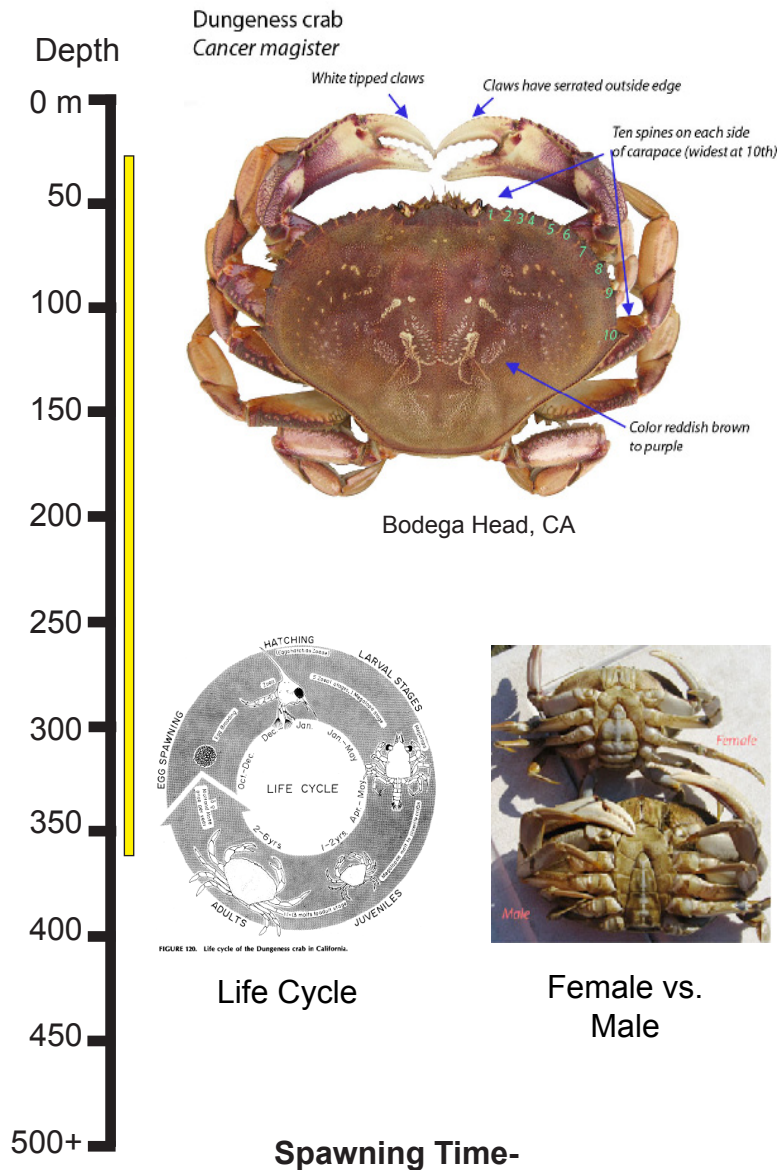 Dungeness crab
Cancer magister
Depth
White tipped claws
Claws have serrated outside edge
0 m
Ten spines on each side
of carapace (widest at 10th)
50
1 2 3 4 5 6 7 8 9 10
100
150
Color reddish brown
to purple
200
Bodega Head, CA
250
HATCHING
LARVAL STAGES
EGG SPAWNING
Zoea
Dec.
Jan.
Jan-May
Oct-Dec
Apr-May
300
LIFE CYCLE
Female
2-6yrs
1-2yrs
350
ADULTS
JUVENILES
Male
400
FIGURE 120. Life cycle of the Dungeness crab in California.
Life Cycle
Female vs.
Male
450
500+
Spawning Time-